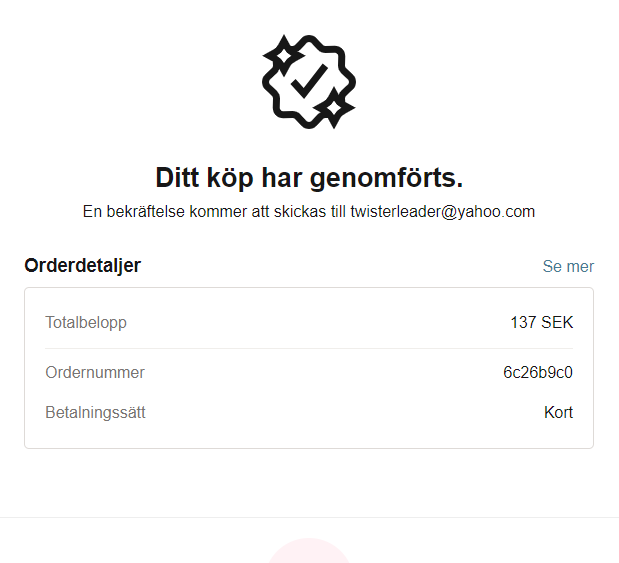 Ditt köp har genomförts.
En bekräftelse kommer att skickas till twisterleader@yahoo.com
Orderdetaljer Se mer
Totalbelopp 137 SEK
Ordernummer 6c26b9c0
Betalningssätt Kort